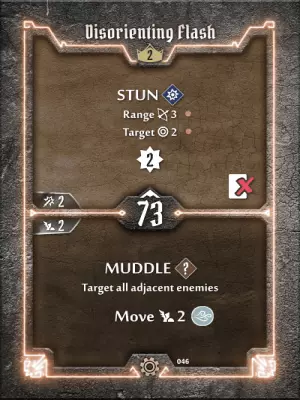 Disorienting Flash
2
STUN
Range 3
Target 2
2
2
73
2
MUDDLE ?
Target all adjacent enemies
Move 2
046